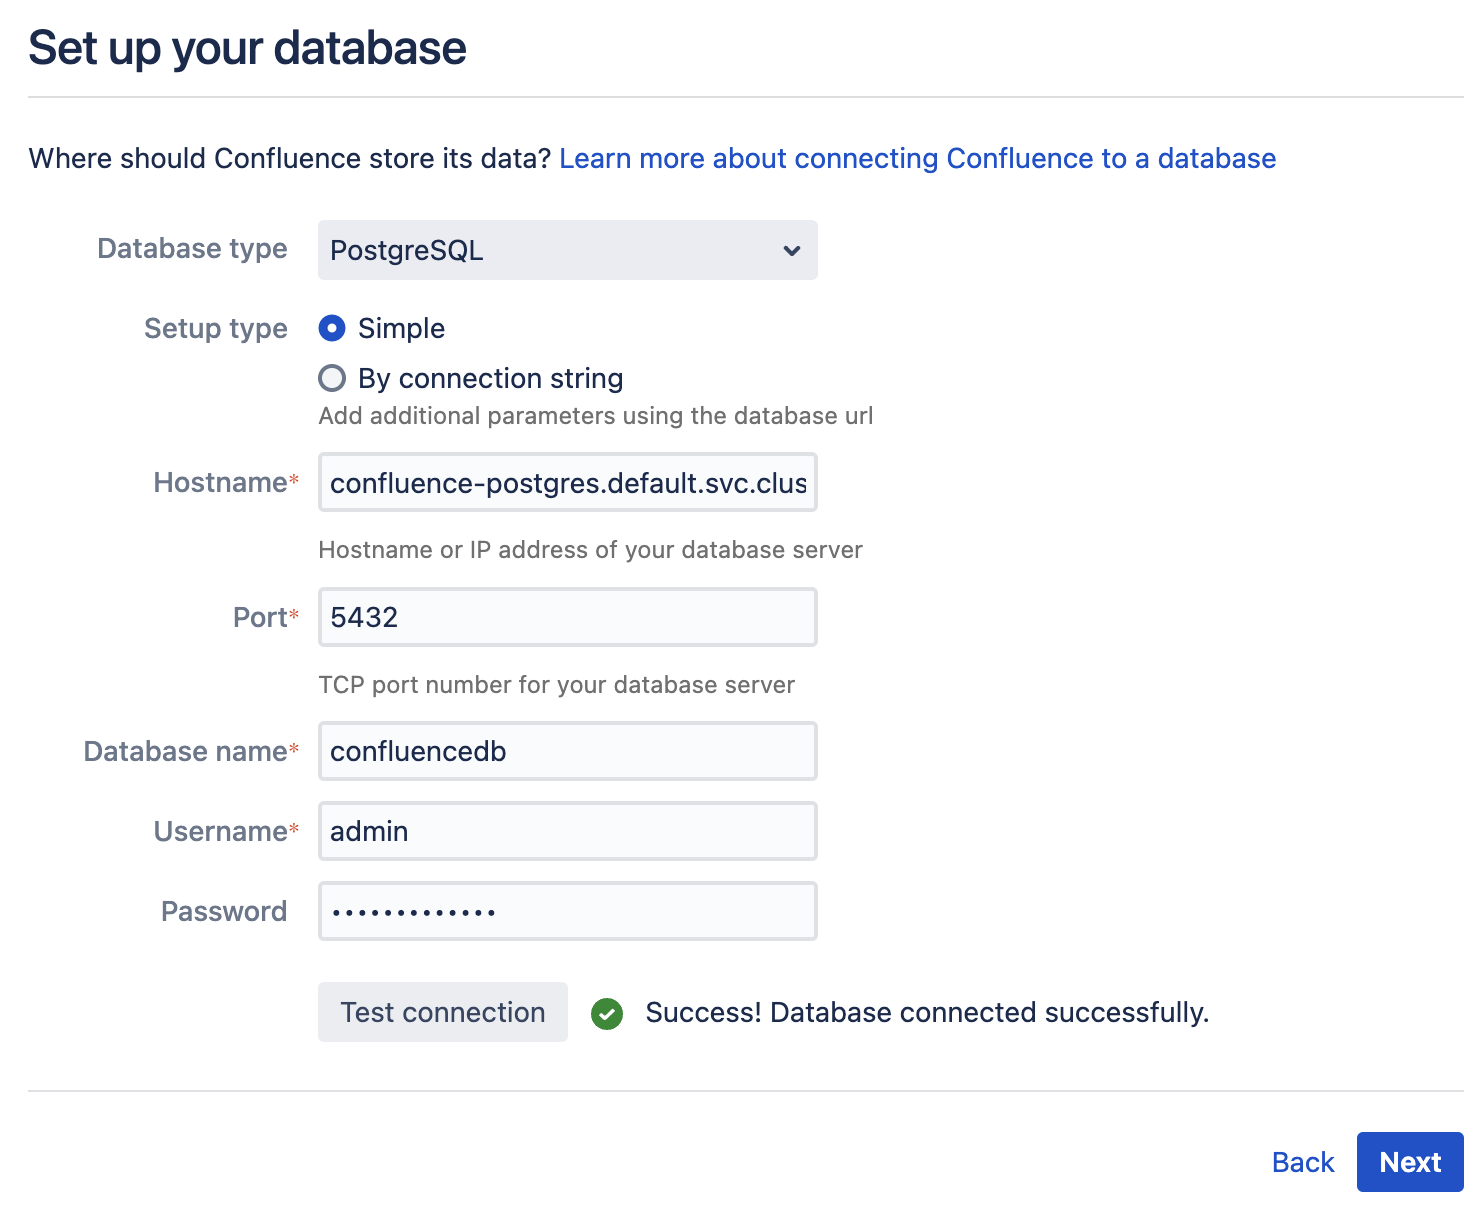 Set up your database
Where should Confluence store its data? Learn more about connecting Confluence to a database
Database type PostgreSQL
Setup type Simple
By connection string
Add additional parameters using the database url
Hostname* confluence-postgres.default.svc.clus
Hostname or IP address of your database server
Port* 5432
TCP port number for your database server
Database name* confluencedb
Username* admin
Password •••••••••••••
Test connection Success! Database connected successfully.
Back Next